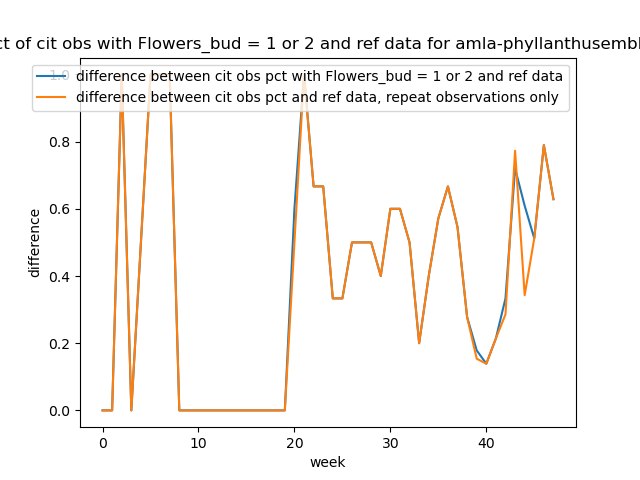 ct of cit obs with Flowers_bud = 1 or 2 and ref data for amla-phyllanthusembl
difference between cit obs pct with Flowers_bud = 1 or 2 and ref data
difference between cit obs pct and ref data, repeat observations only
1.0
0.8
0.6
0.4
0.2
0.0
difference
0 10 20 30 40
week